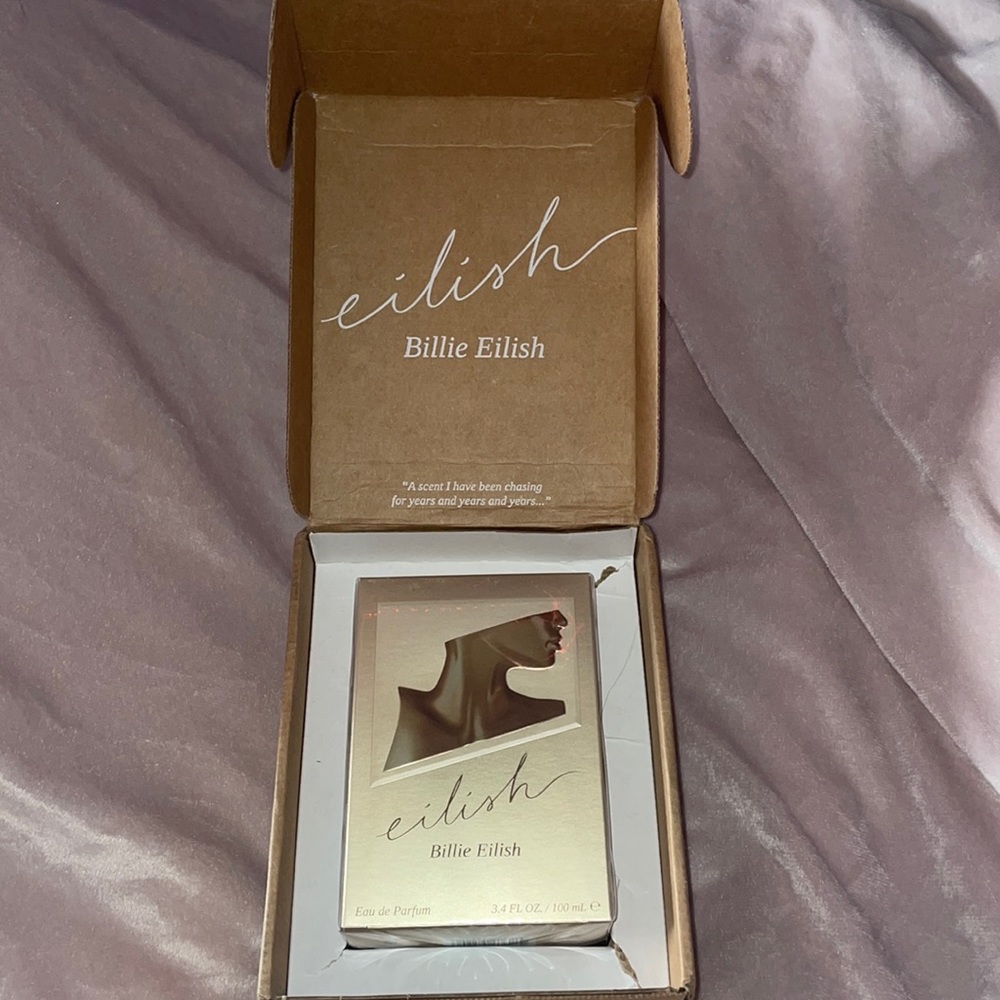 eilish
Billie Eilish
"A scent I have been chasing
for years and years and years..."
eilish
Billie Eilish
Eau de Parfum 3.4 FL OZ. / 100 mL ℮